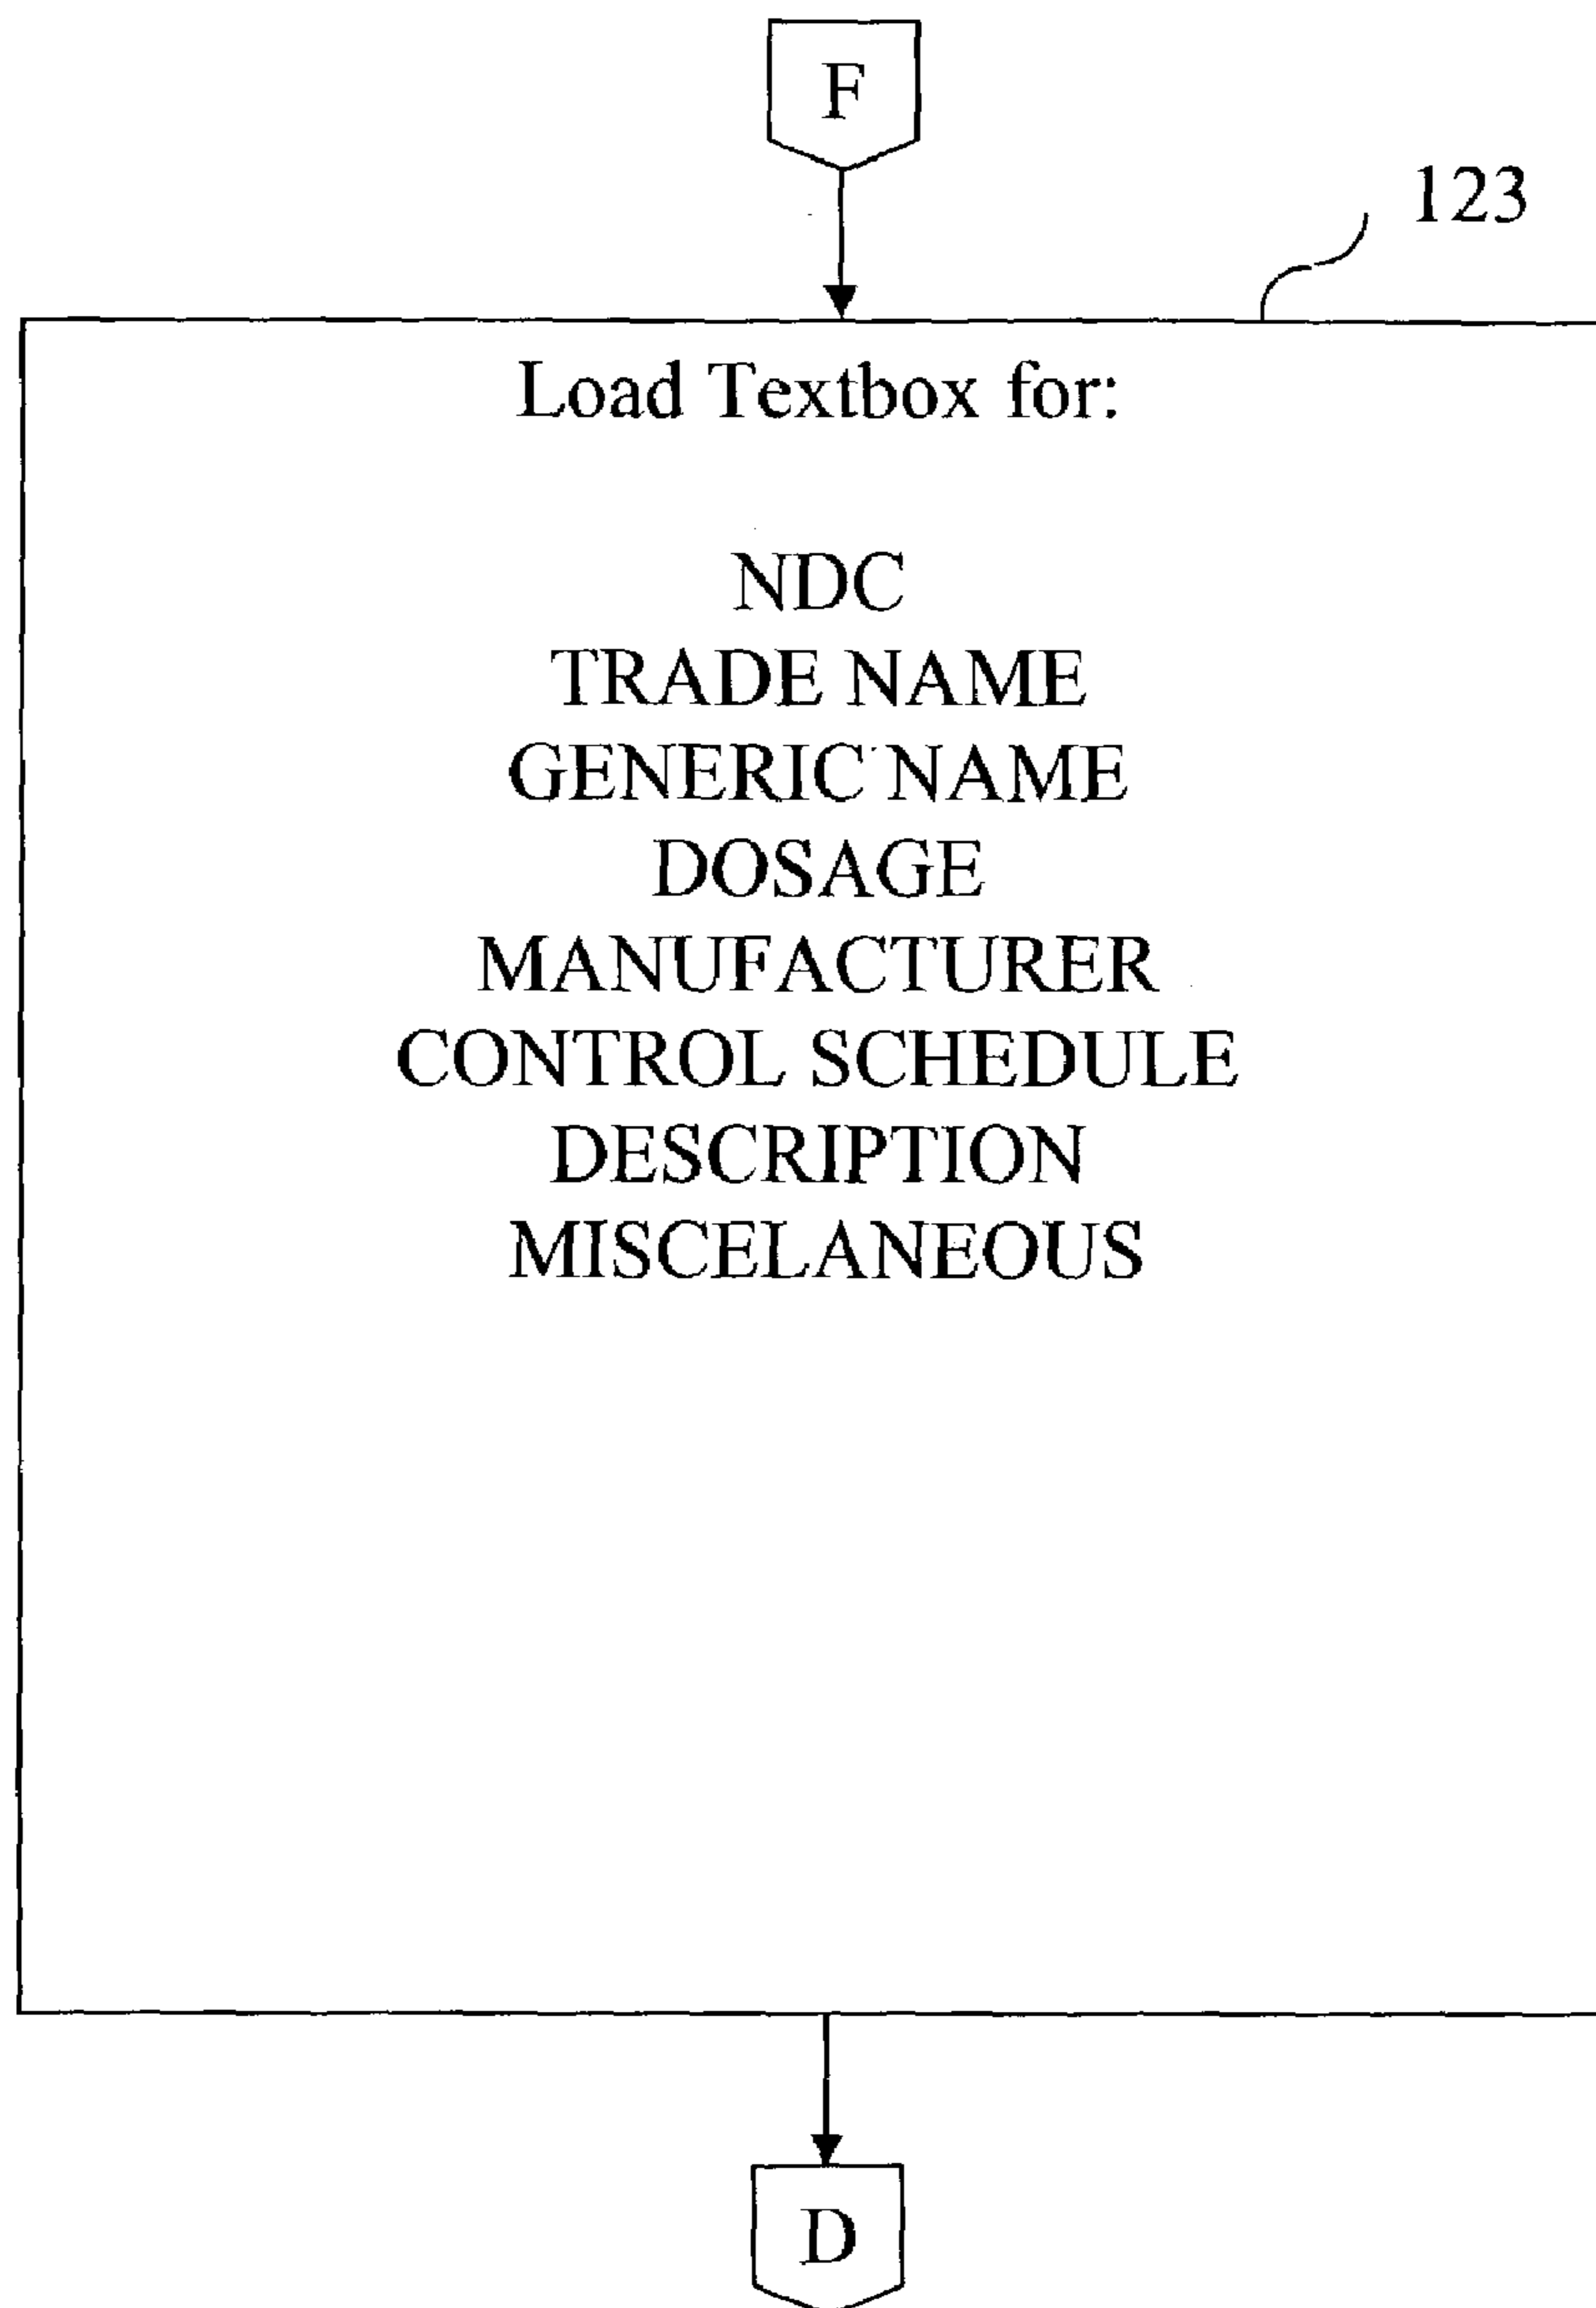 F
123
Load Textbox for:
NDC
TRADE NAME
GENERIC NAME
DOSAGE
MANUFACTURER
CONTROL SCHEDULE
DESCRIPTION
MISCELANEOUS
D